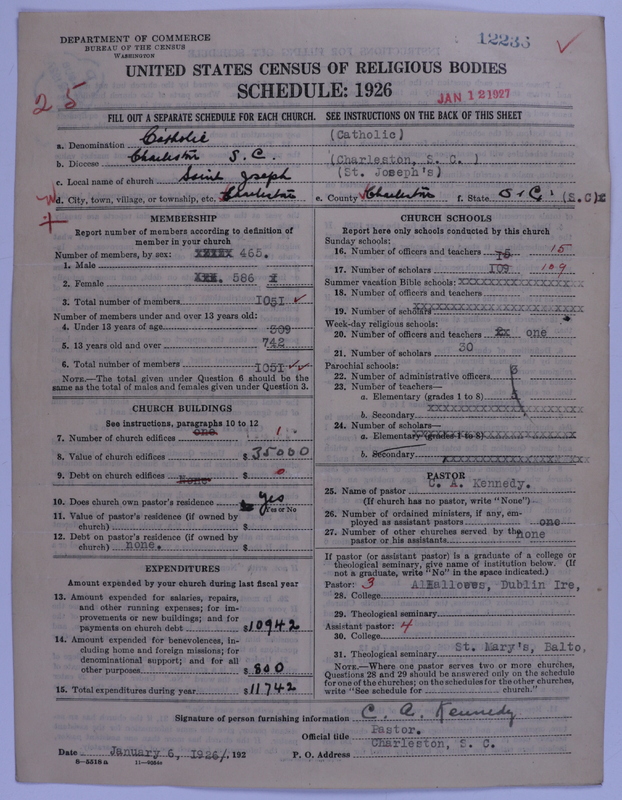 DEPARTMENT OF COMMERCE
BUREAU OF THE CENSUS
WASHINGTON
12235
UNITED STATES CENSUS OF RELIGIOUS BODIES
SCHEDULE: 1926
25
JAN 12 1927
FILL OUT A SEPARATE SCHEDULE FOR EACH CHURCH. SEE INSTRUCTIONS ON THE BACK OF THIS SHEET
a. Denomination Catholic (Catholic)
b. Diocese Charleston S.C. (Charleston, S. C. )
c. Local name of church Saint Joseph (St. Joseph's)
d. City, town, village, or township, etc. Charleston e. County Charleston f. State S.C. (S.C)
MEMBERSHIP
Report number of members according to definition of
member in your church
Number of members, by sex:
1. Male 465.
2. Female 586
3. Total number of members 1051
Number of members under and over 13 years old:
4. Under 13 years of age 309
5. 13 years old and over 742
6. Total number of members 1051
NOTE.—The total given under Question 6 should be the
same as the total of males and females given under Question 3.
CHURCH BUILDINGS
See instructions, paragraphs 10 to 12
7. Number of church edifices one 1
8. Value of church edifices $ 35000
9. Debt on church edifices None $ 0
10. Does church own pastor's residence yes
Yes or No
11. Value of pastor's residence (if owned by
church) $
12. Debt on pastor's residence (if owned by
church) none. $
EXPENDITURES
Amount expended by your church during last fiscal year
13. Amount expended for salaries, repairs,
and other running expenses; for im-
provements or new buildings; and for
payments on church debt $ 10942
14. Amount expended for benevolences, in-
cluding home and foreign missions; for
denominational support; and for all
other purposes $ 800
15. Total expenditures during year $ 11742
CHURCH SCHOOLS
Report here only schools conducted by this church
Sunday schools:
16. Number of officers and teachers 15 15
17. Number of scholars 109 109
Summer vacation Bible schools: xxxxxxxxxxxxxxxx
18. Number of officers and teachers
19. Number of scholars
Week-day religious schools:
20. Number of officers and teachers one
21. Number of scholars 30
Parochial schools:
22. Number of administrative officers
23. Number of teachers—
a. Elementary (grades 1 to 8)
b. Secondary
24. Number of scholars—
a. Elementary (grades 1 to 8)
b. Secondary
PASTOR
25. Name of pastor C. A. Kennedy.
(If church has no pastor, write "None")
26. Number of ordained ministers, if any, em-
ployed as assistant pastors one
27. Number of other churches served by the
pastor or his assistants none
If pastor (or assistant pastor) is a graduate of a college or
theological seminary, give name of institution below. (If
not a graduate, write "No" in the space indicated.)
Pastor: 3 AlHallows, Dublin Ire,
28. College
29. Theological seminary
Assistant pastor: 4
30. College
31. Theological seminary St. Mary's, Balto,
NOTE.—Where one pastor serves two or more churches,
Questions 28 and 29 should be answered only on the schedule
for one of the churches; on the schedules for the other churches,
write "See schedule for church."
Signature of person furnishing information C. A. Kennedy
Official title Pastor.
Date January 6, 1926/. 192 P. O. Address Charleston, S. C.
8—5518 a